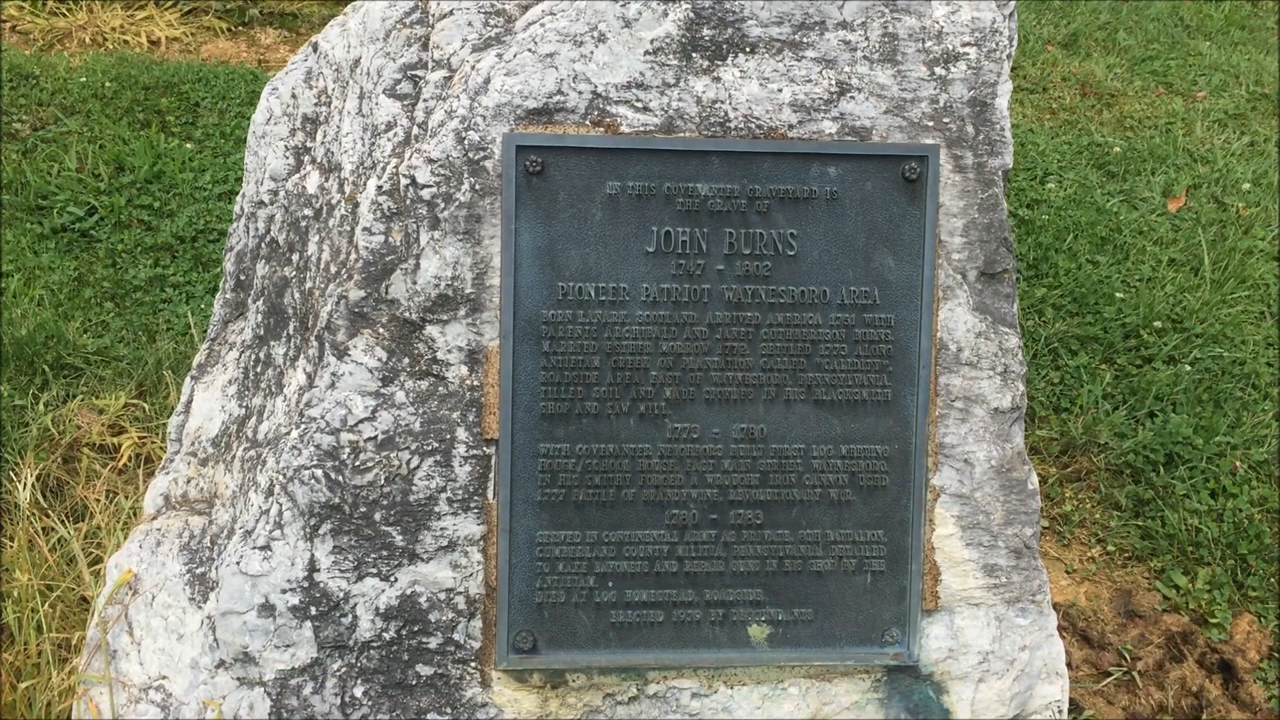 IN THIS COVENANTER GRAVEYARD IS
THE GRAVE OF
JOHN BURNS
1747 - 1802
PIONEER PATRIOT WAYNESBORO AREA
BORN LANARK, SCOTLAND. ARRIVED AMERICA 1751 WITH
PARENTS ARCHIBALD AND JANET CUTHBERTSON BURNS.
MARRIED ESTHER MORROW 1772. SETTLED 1773 ALONG
ANTIETAM CREEK ON PLANTATION CALLED "CALIDITY",
ROADSIDE AREA, EAST OF WAYNESBORO, PENNSYLVANIA.
TILLED SOIL AND MADE SICKLES IN HIS BLACKSMITH
SHOP AND SAW MILL.
1773 - 1780
WITH COVENANTER NEIGHBORS BUILT FIRST LOG MEETING
HOUSE/SCHOOL HOUSE, EAST MAIN STREET, WAYNESBORO.
IN HIS SMITHY FORGED A WROUGHT IRON CANNON USED
1777 BATTLE OF BRANDYWINE, REVOLUTIONARY WAR.
1780 - 1783
SERVED IN CONTINENTAL ARMY AS PRIVATE, 8TH BATTALION,
CUMBERLAND COUNTY MILITIA, PENNSYLVANIA. DETAILED
TO MAKE BAYONETS AND REPAIR GUNS IN HIS SHOP BY THE
ANTIETAM.
DIED AT LOG HOMESTEAD, ROADSIDE.
ERECTED 1959 BY DESCENDANTS